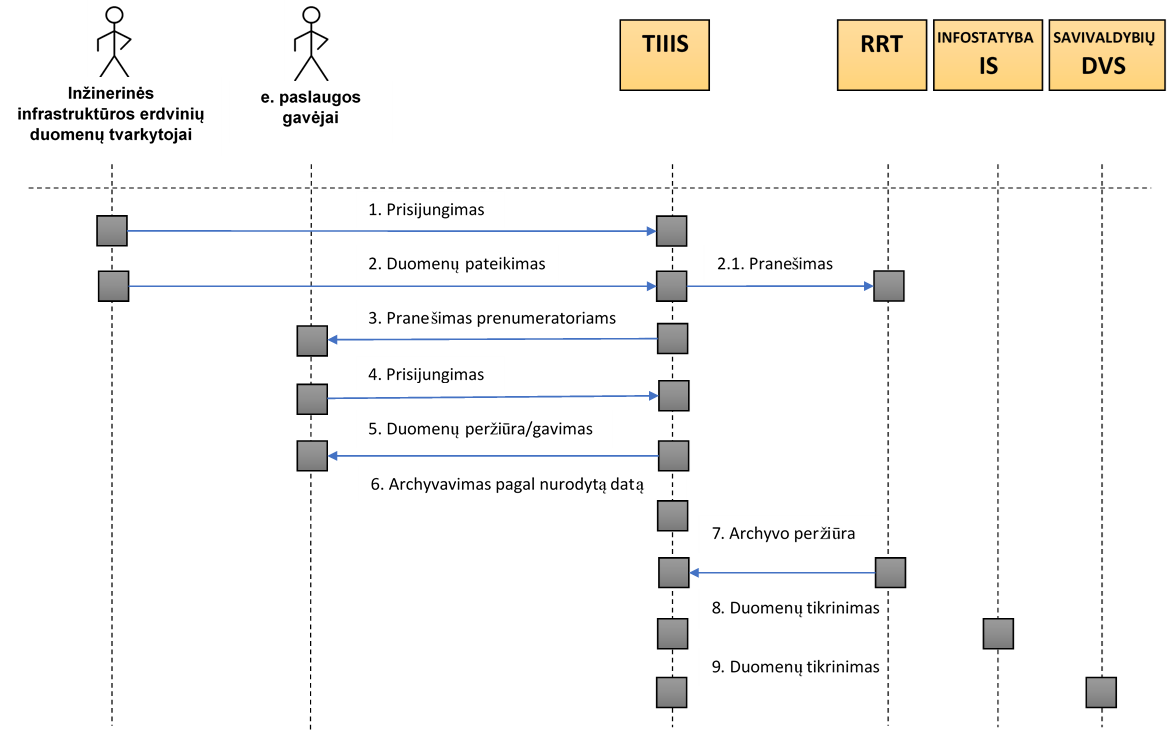 Inžinerinės
infrastruktūros erdvinių
duomenų tvarkytojai
e. paslaugos
gavėjai
TIIIS
RRT
INFOSTATYBA
IS
SAVIVALDYBIŲ
DVS
1. Prisijungimas
2. Duomenų pateikimas
2.1. Pranešimas
3. Pranešimas prenumeratoriams
4. Prisijungimas
5. Duomenų peržiūra/gavimas
6. Archyvavimas pagal nurodytą datą
7. Archyvo peržiūra
8. Duomenų tikrinimas
9. Duomenų tikrinimas